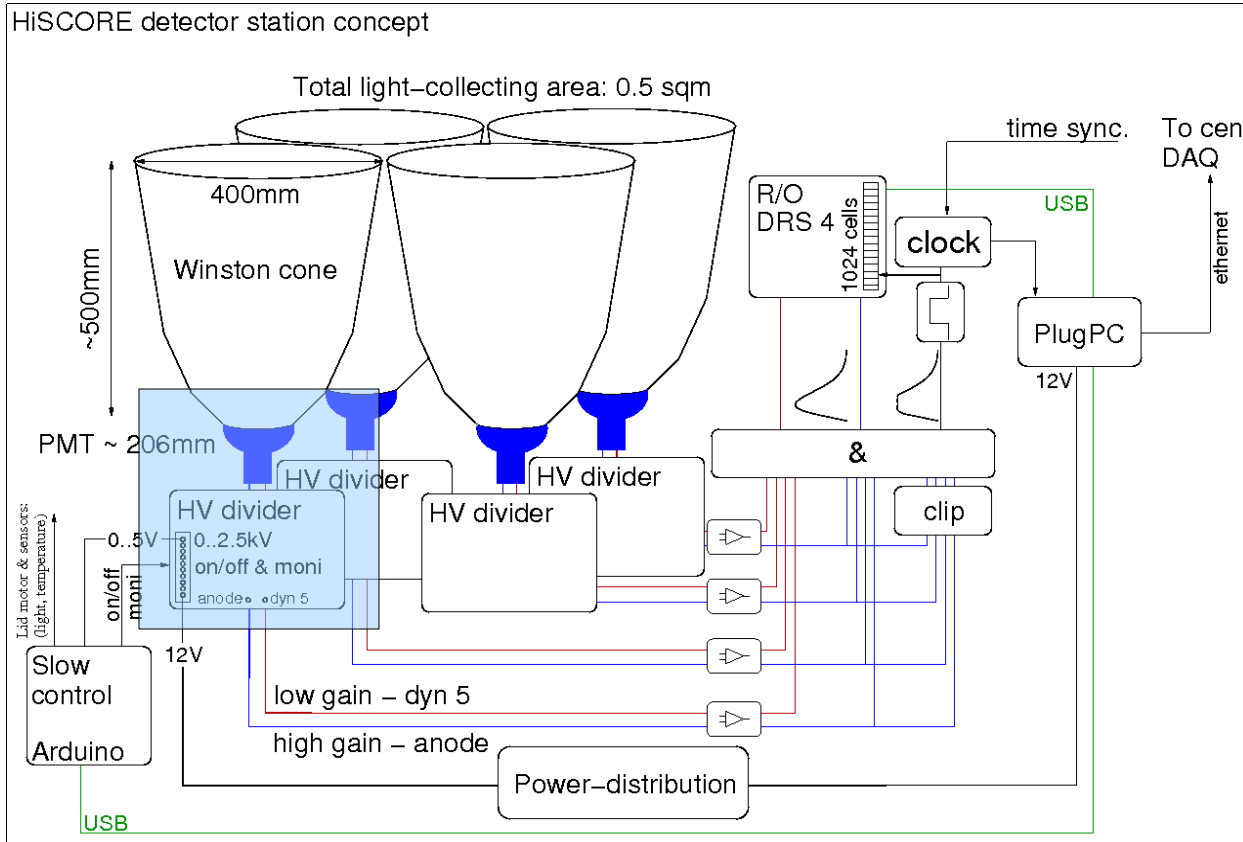 HiSCORE detector station concept
Total light-collecting area: 0.5 sqm
time sync.
To cen
DAQ
400mm
R/O
DRS 4
1024 cells
USB
clock
ethernet
~500mm
Winston cone
PlugPC
12V
PMT ~ 206mm
&
HV divider
HV divider
HV divider
HV divider
clip
0..5V
0..2.5kV
on/off & moni
on/off
moni
anode
dyn 5
Lid motor & sensors:
(light, temperature)
12V
Slow
control
Arduino
low gain - dyn 5
high gain - anode
Power-distribution
USB